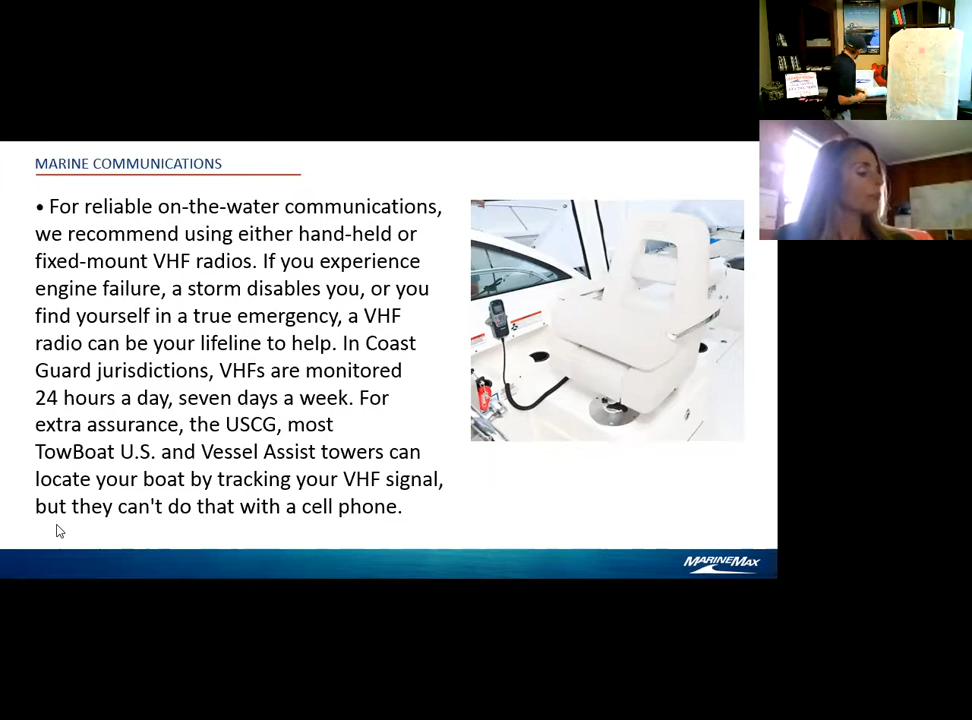 MARINE COMMUNICATIONS
• For reliable on-the-water communications,
we recommend using either hand-held or
fixed-mount VHF radios. If you experience
engine failure, a storm disables you, or you
find yourself in a true emergency, a VHF
radio can be your lifeline to help. In Coast
Guard jurisdictions, VHFs are monitored
24 hours a day, seven days a week. For
extra assurance, the USCG, most
TowBoat U.S. and Vessel Assist towers can
locate your boat by tracking your VHF signal,
but they can't do that with a cell phone.
MARINEMAX